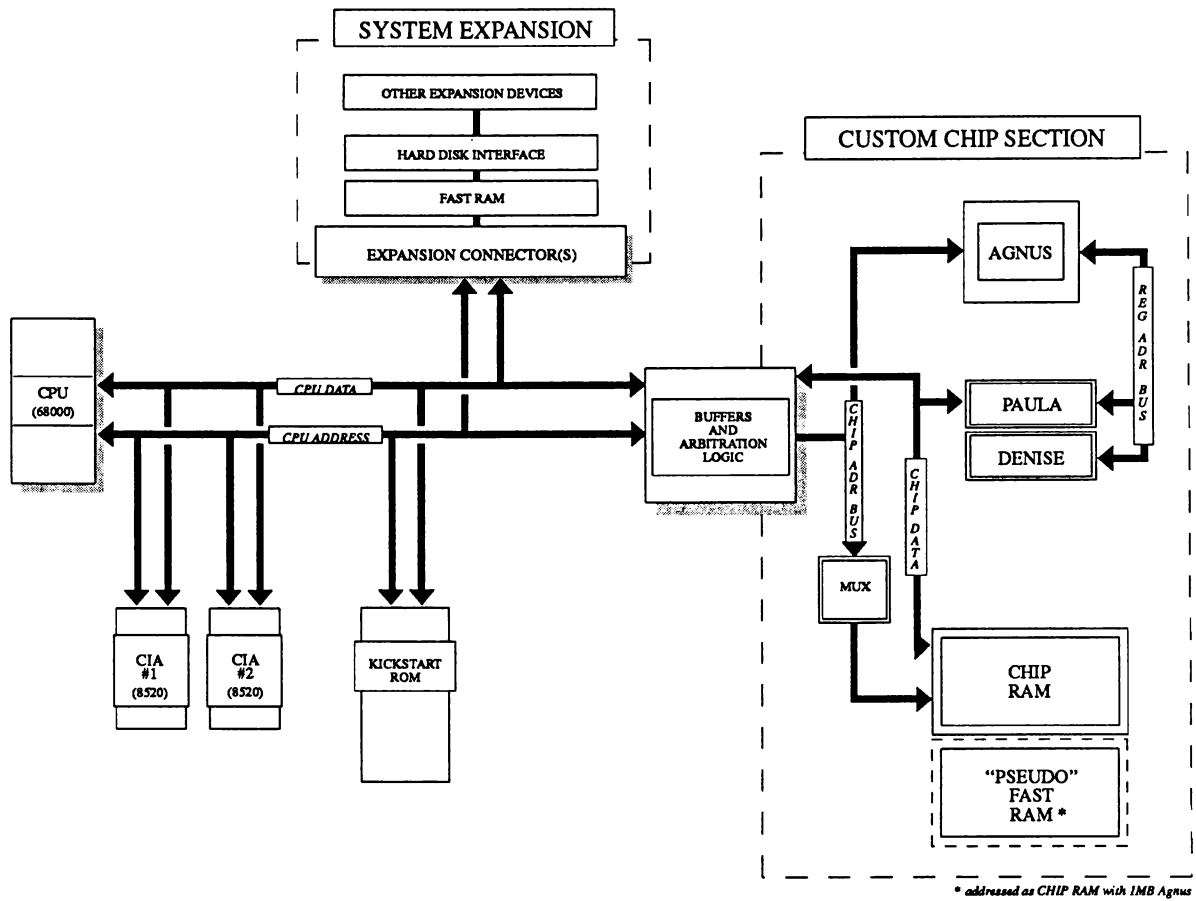 SYSTEM EXPANSION
OTHER EXPANSION DEVICES
HARD DISK INTERFACE
FAST RAM
EXPANSION CONNECTOR(S)
CUSTOM CHIP SECTION
AGNUS
REG ADR BUS
CPU
(68000)
CPU DATA
CPU ADDRESS
BUFFERS
AND
ARBITRATION
LOGIC
CHIP ADR BUS
CHIP DATA
PAULA
DENISE
MUX
CIA
#1
(8520)
CIA
#2
(8520)
KICKSTART
ROM
CHIP
RAM
“PSEUDO”
FAST
RAM *
* addressed as CHIP RAM with 1MB Agnus